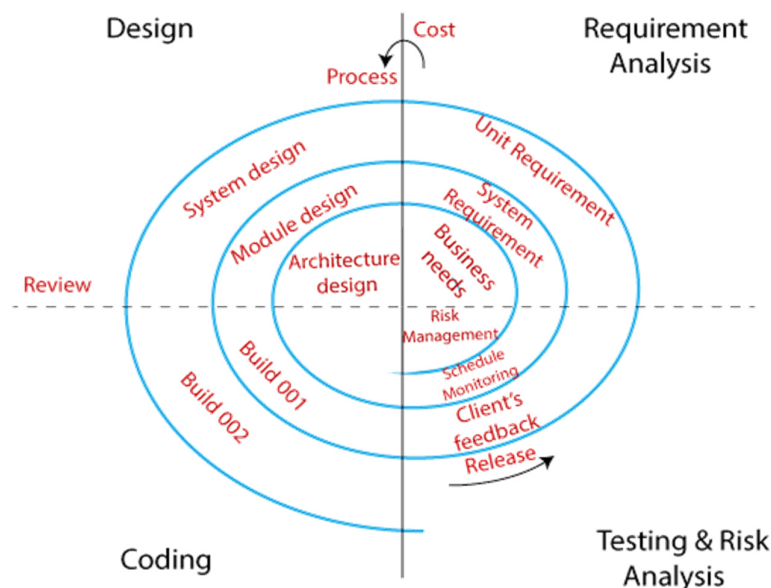 Design
Cost
Requirement
Analysis
Process
Unit Requirement
System design
System
Requirement
Module design
Business
needs
Architecture
design
Review
Risk
Management
Schedule
Monitoring
Build 001
Build 002
Client's
feedback
Release
Coding
Testing & Risk
Analysis